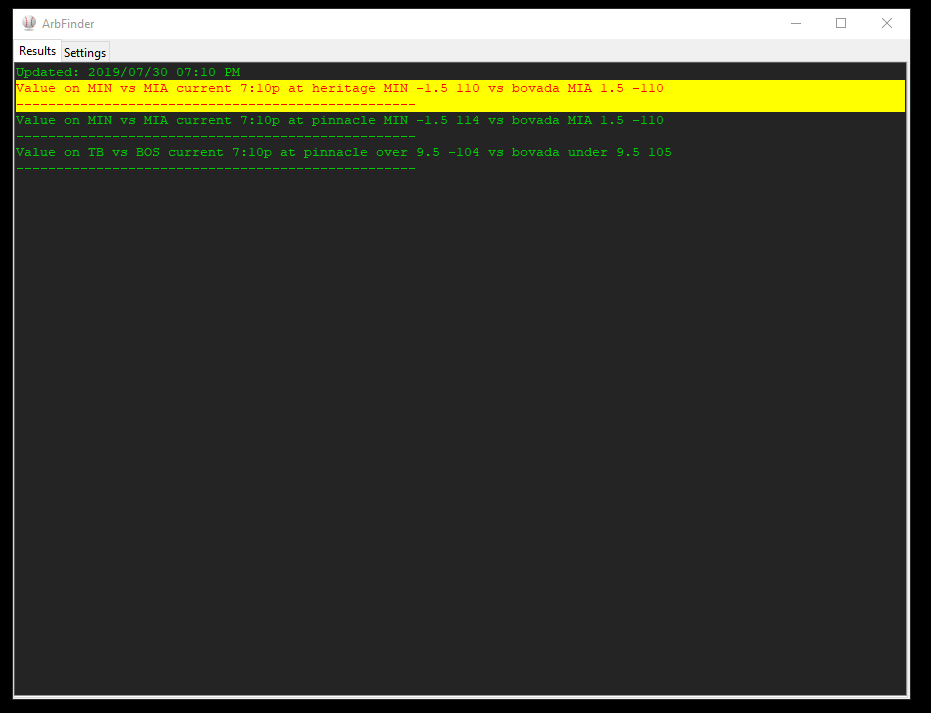 ArbFinder
Results Settings
Updated: 2019/07/30 07:10 PM
Value on MIN vs MIA current 7:10p at heritage MIN -1.5 110 vs bovada MIA 1.5 -110
--------------------------------------------------
Value on MIN vs MIA current 7:10p at pinnacle MIN -1.5 114 vs bovada MIA 1.5 -110
--------------------------------------------------
Value on TB vs BOS current 7:10p at pinnacle over 9.5 -104 vs bovada under 9.5 105
--------------------------------------------------